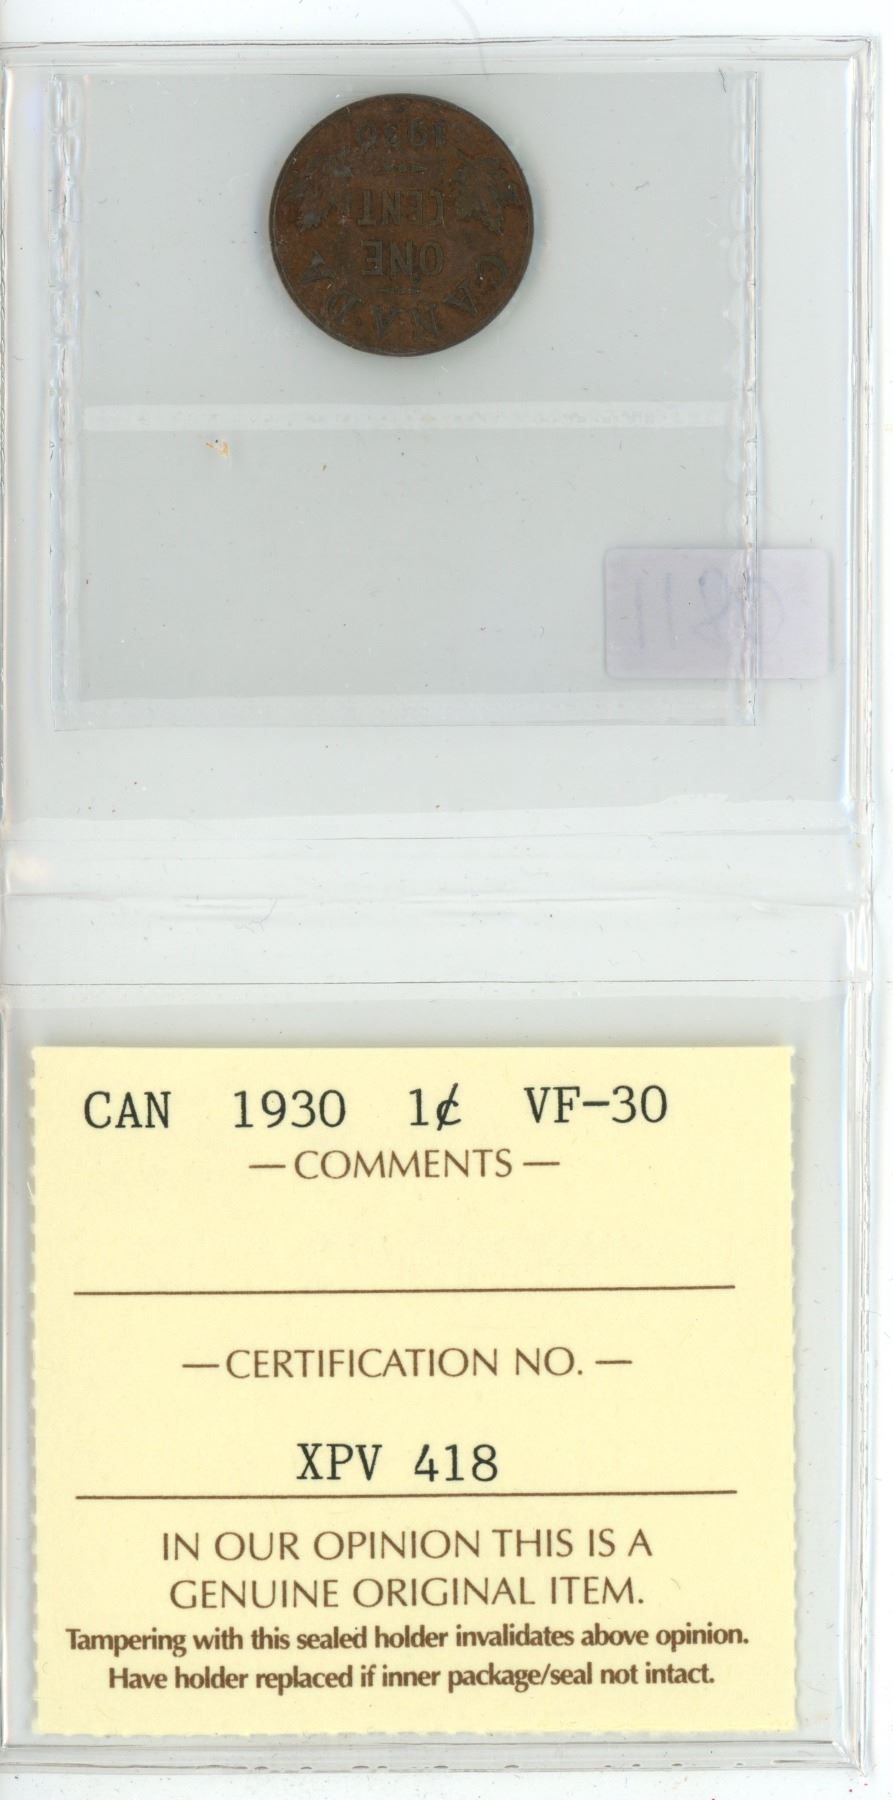 CANADA
ONE
CENT
1930
CAN 1930 1¢ VF-30
— COMMENTS —
— CERTIFICATION NO. —
XPV 418
IN OUR OPINION THIS IS A
GENUINE ORIGINAL ITEM.
Tampering with this sealed holder invalidates above opinion.
Have holder replaced if inner package/seal not intact.